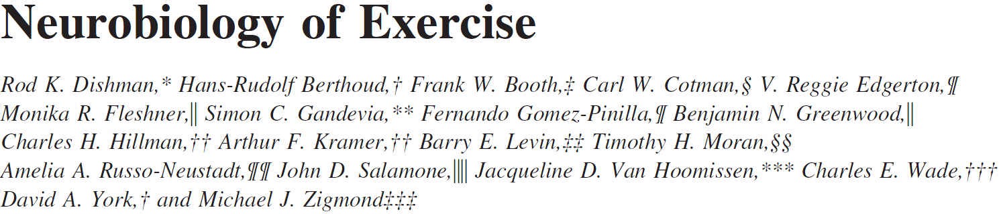 Neurobiology of Exercise
Rod K. Dishman,* Hans-Rudolf Berthoud,† Frank W. Booth,‡ Carl W. Cotman,§ V. Reggie Edgerton,¶
Monika R. Fleshner,‖ Simon C. Gandevia,** Fernando Gomez-Pinilla,¶ Benjamin N. Greenwood,‖
Charles H. Hillman,†† Arthur F. Kramer,†† Barry E. Levin,‡‡ Timothy H. Moran,§§
Amelia A. Russo-Neustadt,¶¶ John D. Salamone,‖‖ Jacqueline D. Van Hoomissen,*** Charles E. Wade,†††
David A. York,† and Michael J. Zigmond‡‡‡